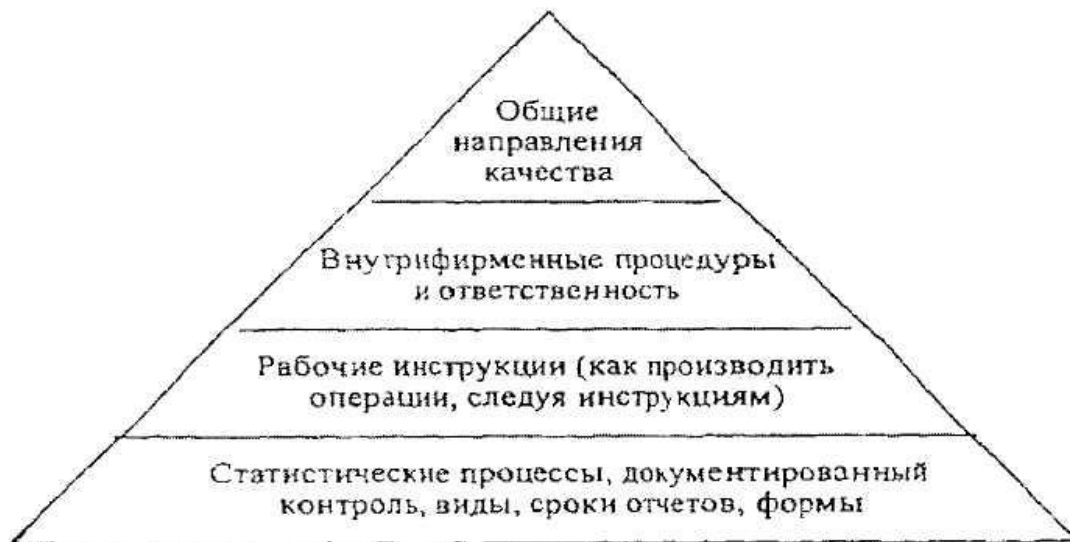 Общие
направления
качества
Внутрифирменные процедуры
и ответственность
Рабочие инструкции (как производить
операции, следуя инструкциям)
Статистические процессы, документированный
контроль, виды, сроки отчетов, формы